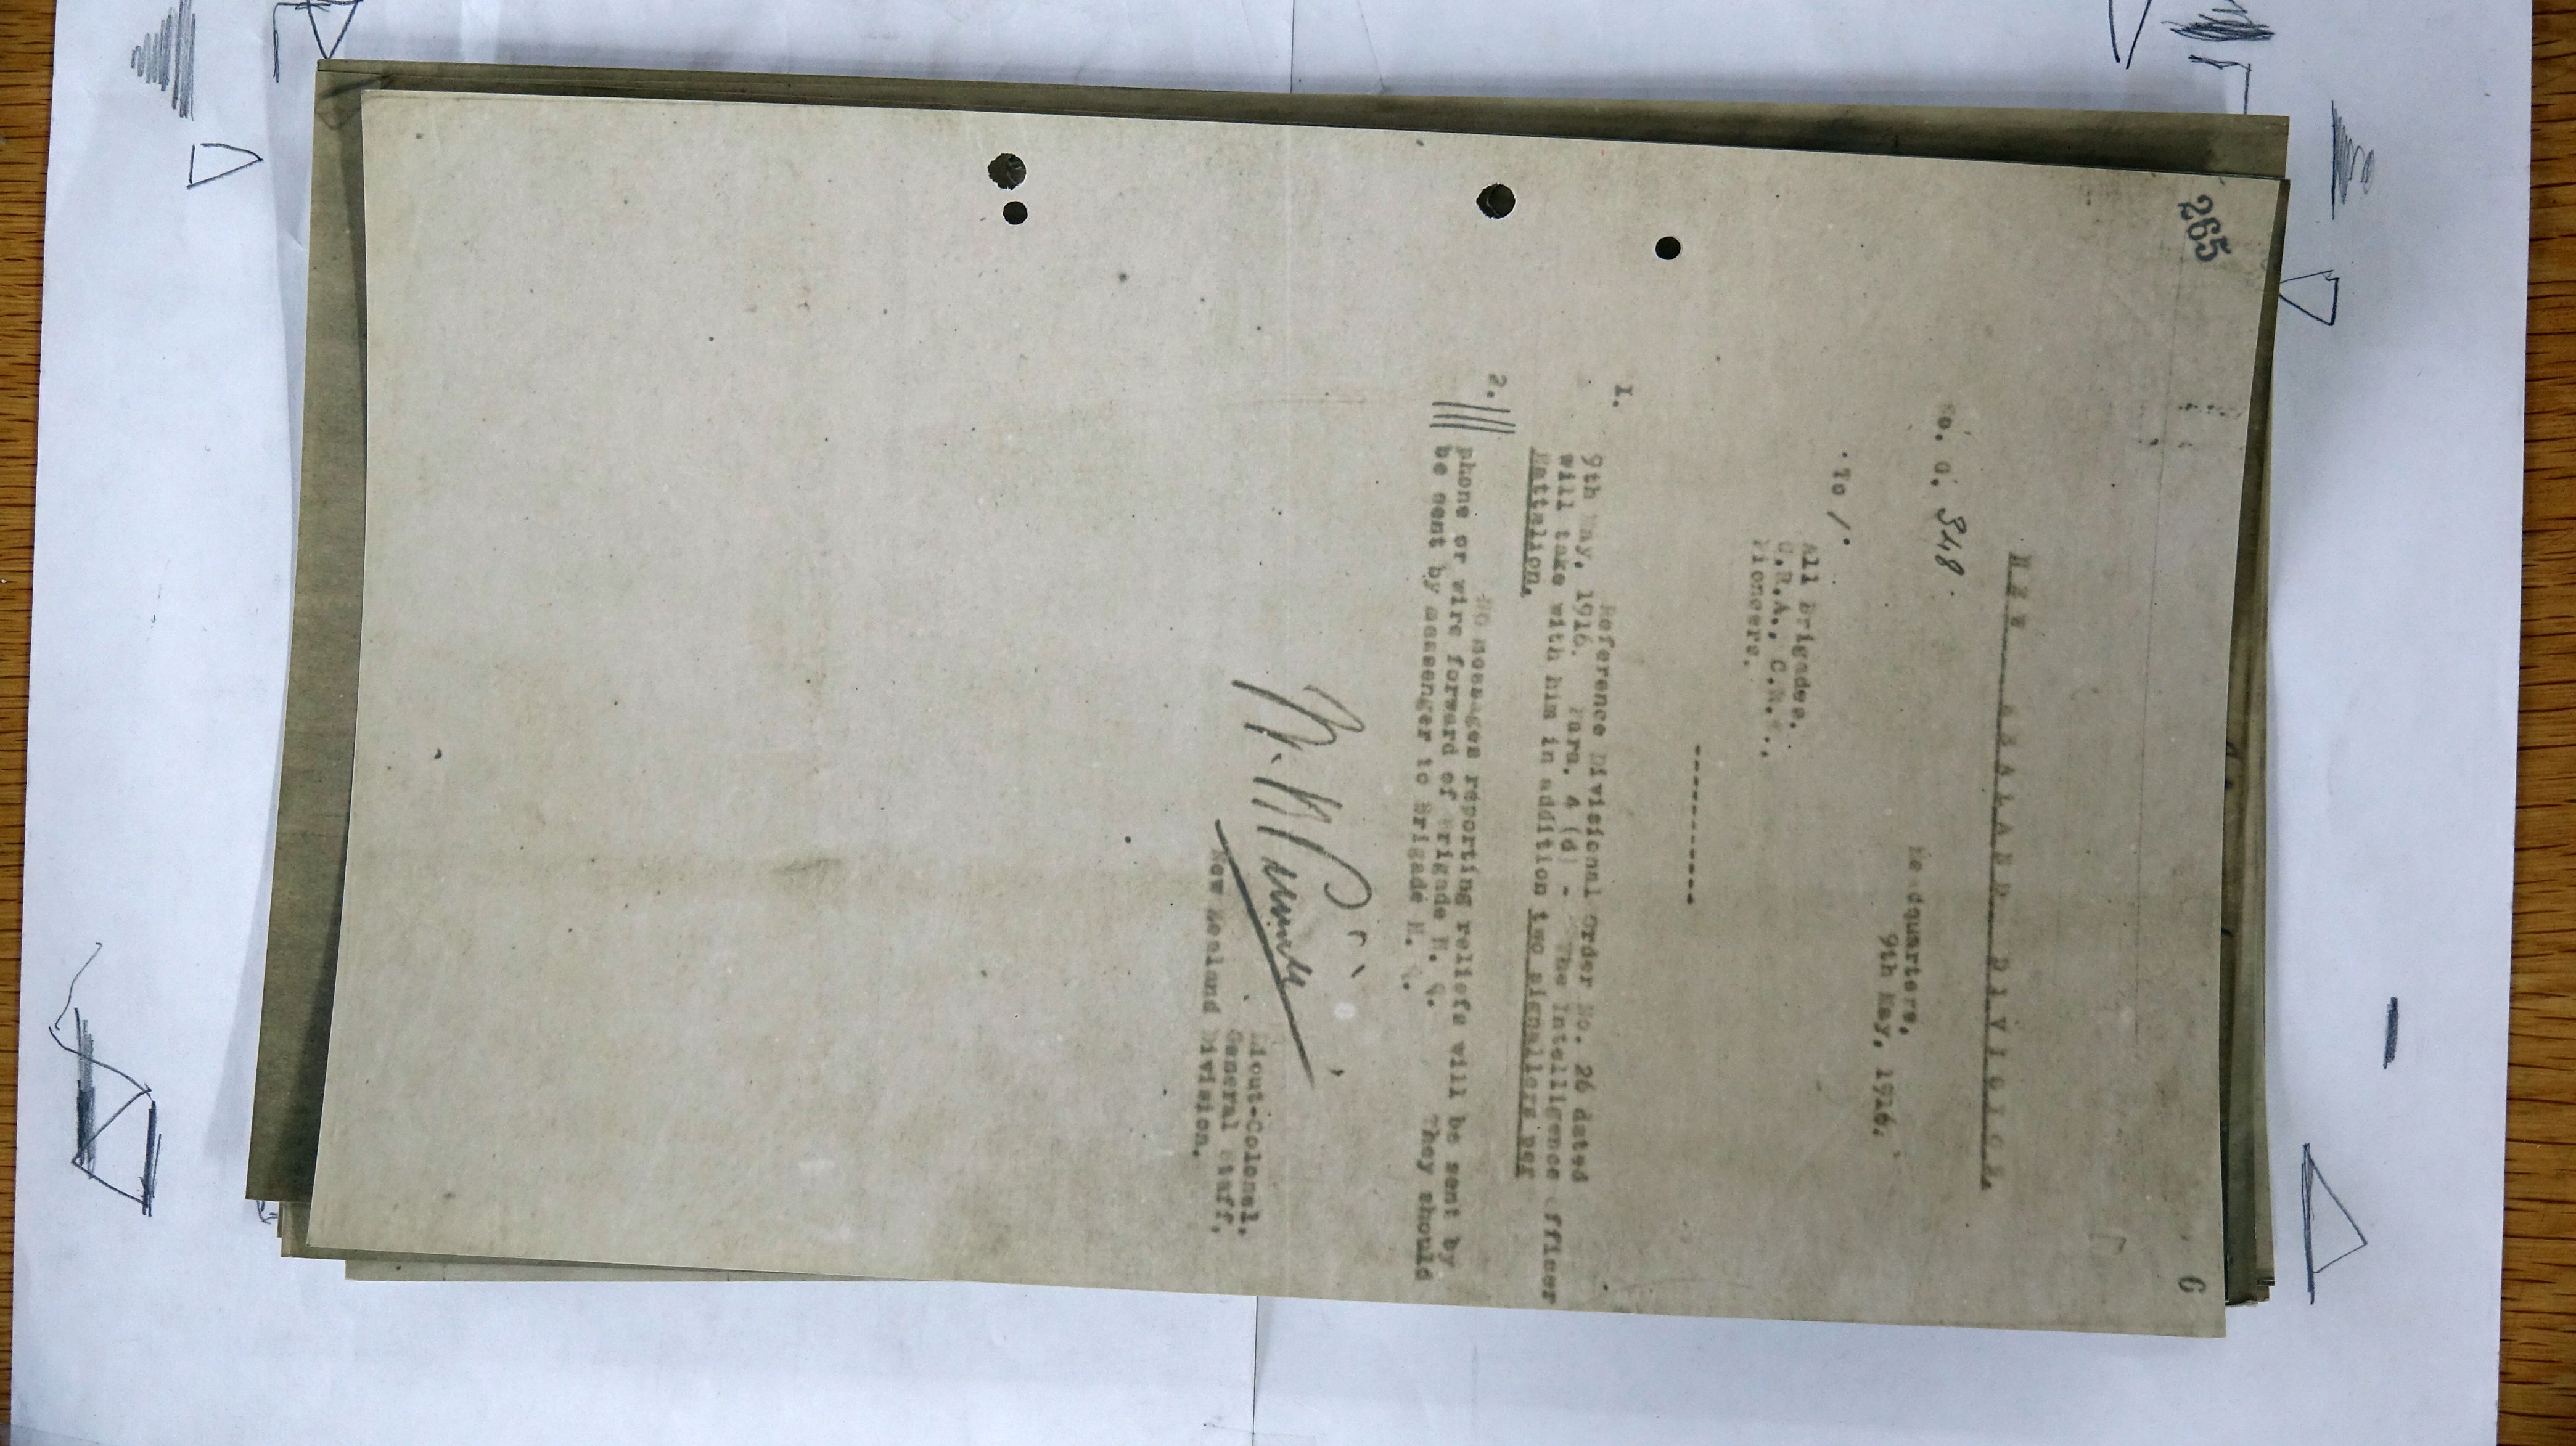 265
6
NEW ZEALAND DIVISION.
No. G. 348.
Headquarters,
9th May, 1916.
To /.
All Brigades.
C.R.A., C.R.E.,
Pioneers.
----------
1. Reference Divisional Order No. 26 dated
9th May, 1916. Para. 4 (d) - The Intelligence Officer
will take with him in addition two signallers per
Battalion.
2. NO messages reporting reliefs will be sent by
phone or wire forward of Brigade H. Q. They should
be sent by messenger to Brigade H. Q.
Lieut-Colonel,
General Staff,
New Zealand Division.